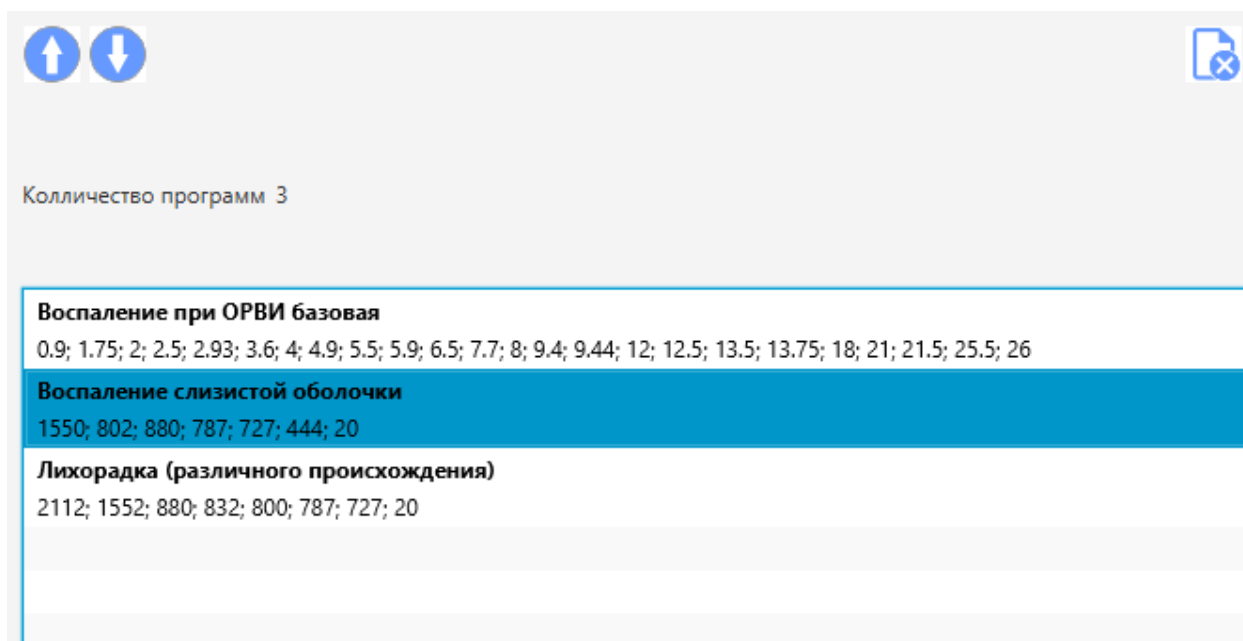 Колличество программ 3
Воспаление при ОРВИ базовая
0.9; 1.75; 2; 2.5; 2.93; 3.6; 4; 4.9; 5.5; 5.9; 6.5; 7.7; 8; 9.4; 9.44; 12; 12.5; 13.5; 13.75; 18; 21; 21.5; 25.5; 26
Воспаление слизистой оболочки
1550; 802; 880; 787; 727; 444; 20
Лихорадка (различного происхождения)
2112; 1552; 880; 832; 800; 787; 727; 20